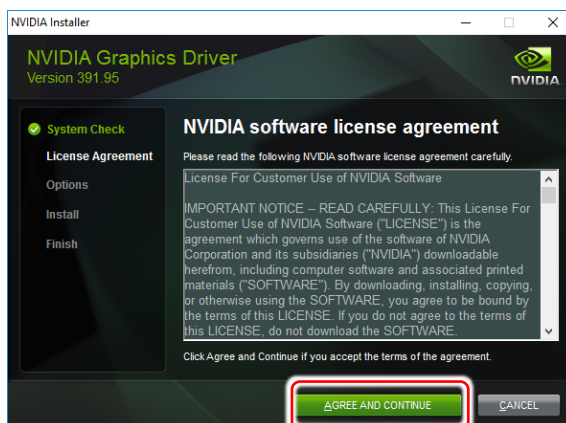 NVIDIA Installer
NVIDIA Graphics Driver
Version 391.95
NVIDIA.
System Check
License Agreement
Options
Install
Finish
NVIDIA software license agreement
Please read the following NVIDIA software license agreement carefully.
License For Customer Use of NVIDIA Software
IMPORTANT NOTICE -- READ CAREFULLY: This License For
Customer Use of NVIDIA Software ("LICENSE") is the
agreement which governs use of the software of NVIDIA
Corporation and its subsidiaries ("NVIDIA") downloadable
herefrom, including computer software and associated printed
materials ("SOFTWARE"). By downloading, installing, copying,
or otherwise using the SOFTWARE, you agree to be bound by
the terms of this LICENSE. If you do not agree to the terms of
this LICENSE, do not download the SOFTWARE.
Click Agree and Continue if you accept the terms of the agreement.
AGREE AND CONTINUE
CANCEL